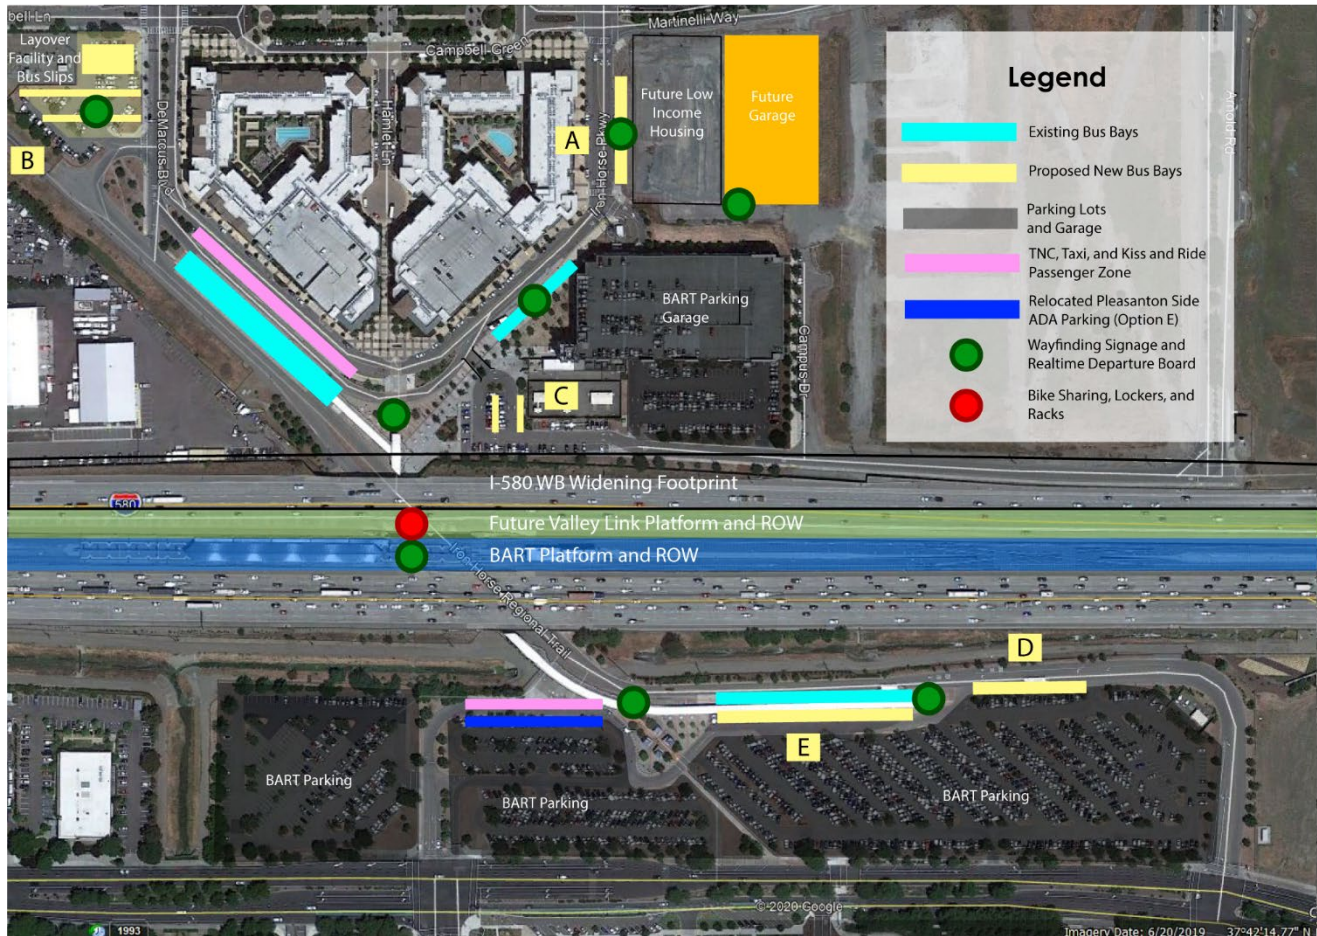 bell Ln
Layover
Facility and
Bus Slips
B
DeMarcus Blvd
Campbell Green
Hamlet Ln
Martinelli Way
A
Iron Horse Pkwy
Future Low
Income
Housing
Future
Garage
Arnold Rd
Legend
Existing Bus Bays
Proposed New Bus Bays
Parking Lots
and Garage
TNC, Taxi, and Kiss and Ride
Passenger Zone
Relocated Pleasanton Side
ADA Parking (Option E)
Wayfinding Signage and
Realtime Departure Board
Bike Sharing, Lockers, and
Racks
BART Parking
Garage
Campus Dr
C
I-580 WB Widening Footprint
580
Future Valley Link Platform and ROW
BART Platform and ROW
Iron Horse Regional Trail
D
E
BART Parking
BART Parking
BART Parking
© 2020 Google
1993
Imagery Date: 6/20/2019 37°42'14.77" N